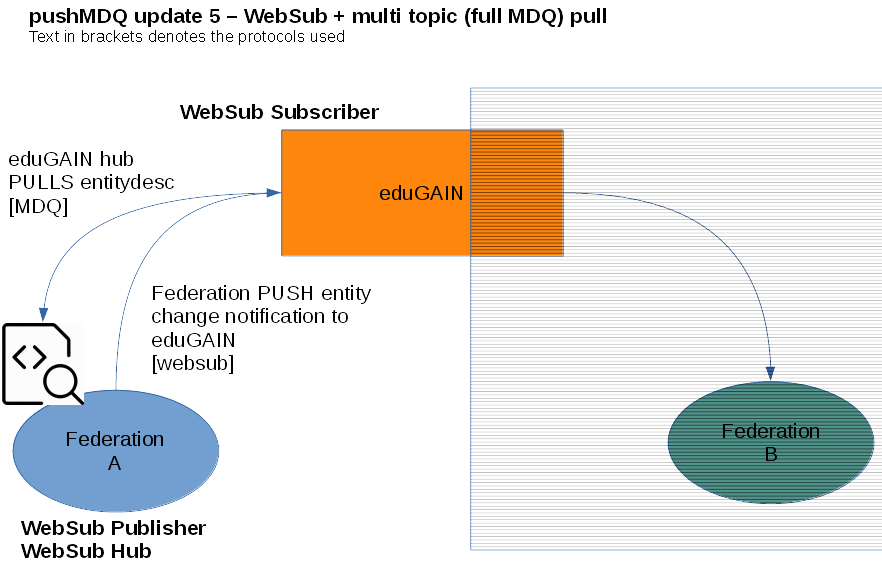 pushMDQ update 5 – WebSub + multi topic (full MDQ) pull
Text in brackets denotes the protocols used
WebSub Subscriber
eduGAIN hub
PULLS entitydesc
[MDQ]
eduGAIN
Federation PUSH entity
change notification to
eduGAIN
[websub]
Federation
A
Federation
B
WebSub Publisher
WebSub Hub